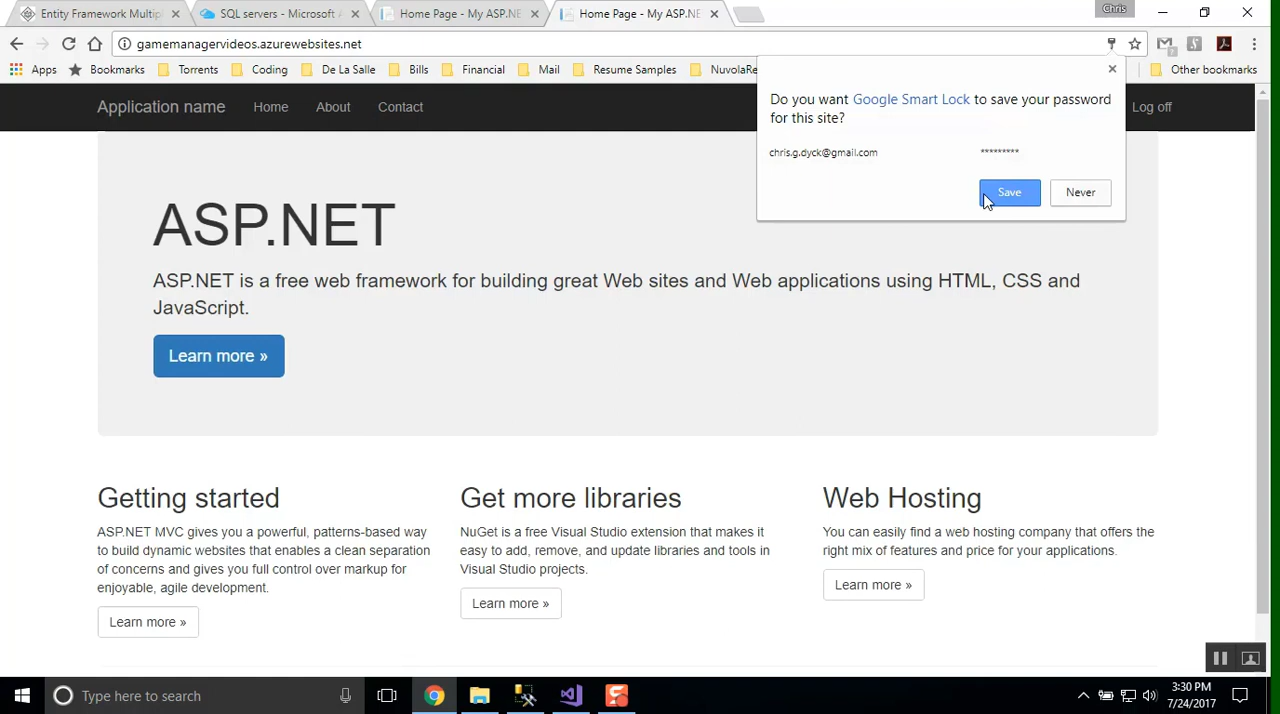 Entity Framework Multip
SQL servers - Microsoft A
Home Page - My ASP.NE
Home Page - My ASP.NE
Chris
gamemanagervideos.azurewebsites.net
Apps
Bookmarks
Torrents
Coding
De La Salle
Bills
Financial
Mail
Resume Samples
NuvolaRe
Other bookmarks
Application name
Home
About
Contact
Log off
Do you want Google Smart Lock to save your password
for this site?
chris.g.dyck@gmail.com
*********
Save
Never
ASP.NET
ASP.NET is a free web framework for building great Web sites and Web applications using HTML, CSS and
JavaScript.
Learn more »
Getting started
ASP.NET MVC gives you a powerful, patterns-based way
to build dynamic websites that enables a clean separation
of concerns and gives you full control over markup for
enjoyable, agile development.
Learn more »
Get more libraries
NuGet is a free Visual Studio extension that makes it
easy to add, remove, and update libraries and tools in
Visual Studio projects.
Learn more »
Web Hosting
You can easily find a web hosting company that offers the
right mix of features and price for your applications.
Learn more »
Type here to search
3:30 PM
7/24/2017